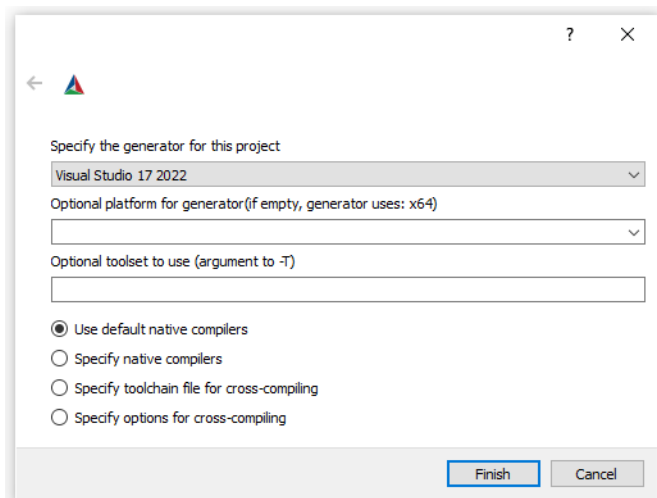 ?
Specify the generator for this project
Visual Studio 17 2022
Optional platform for generator(if empty, generator uses: x64)
Optional toolset to use (argument to -T)
Use default native compilers
Specify native compilers
Specify toolchain file for cross-compiling
Specify options for cross-compiling
Finish Cancel